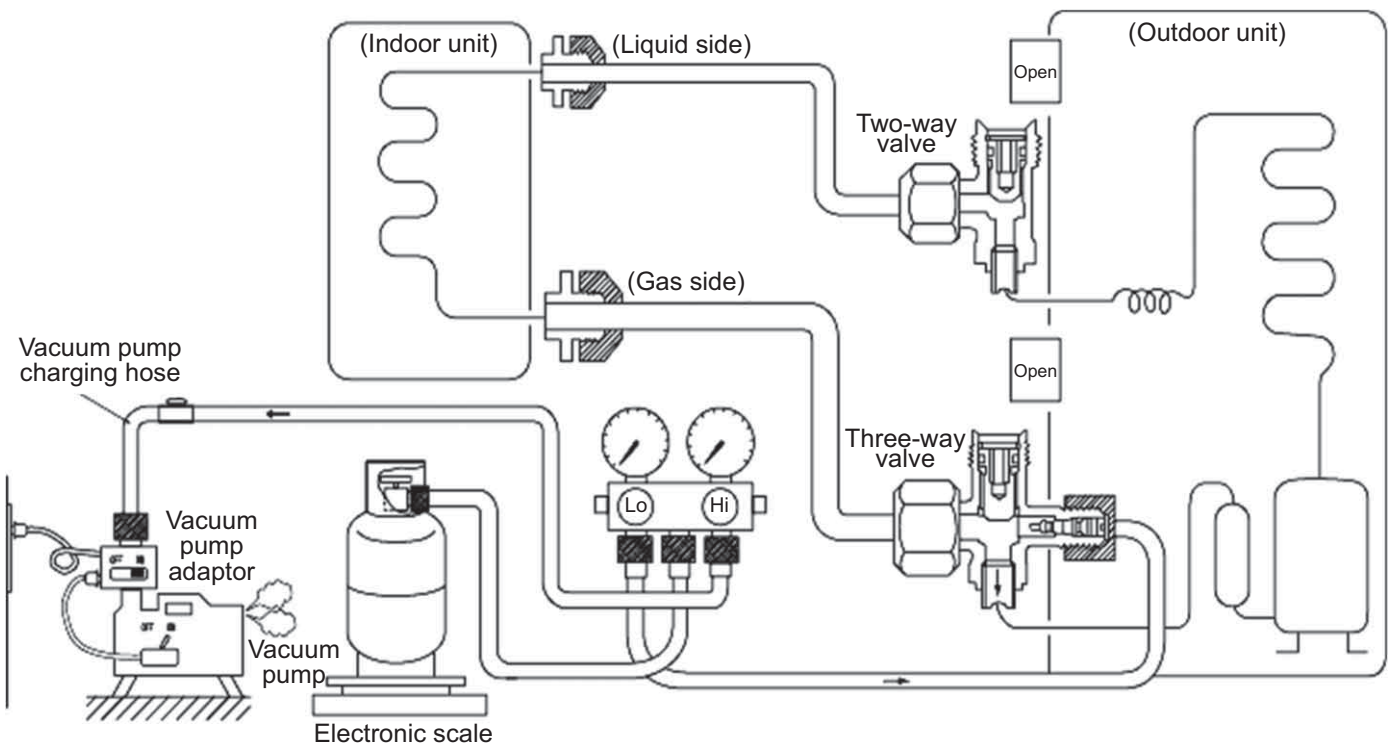 (Indoor unit)
(Liquid side)
Open
(Outdoor unit)
Two-way
valve
(Gas side)
Open
Vacuum pump
charging hose
Three-way
valve
Lo
Hi
Vacuum
pump
adaptor
Vacuum
pump
Electronic scale